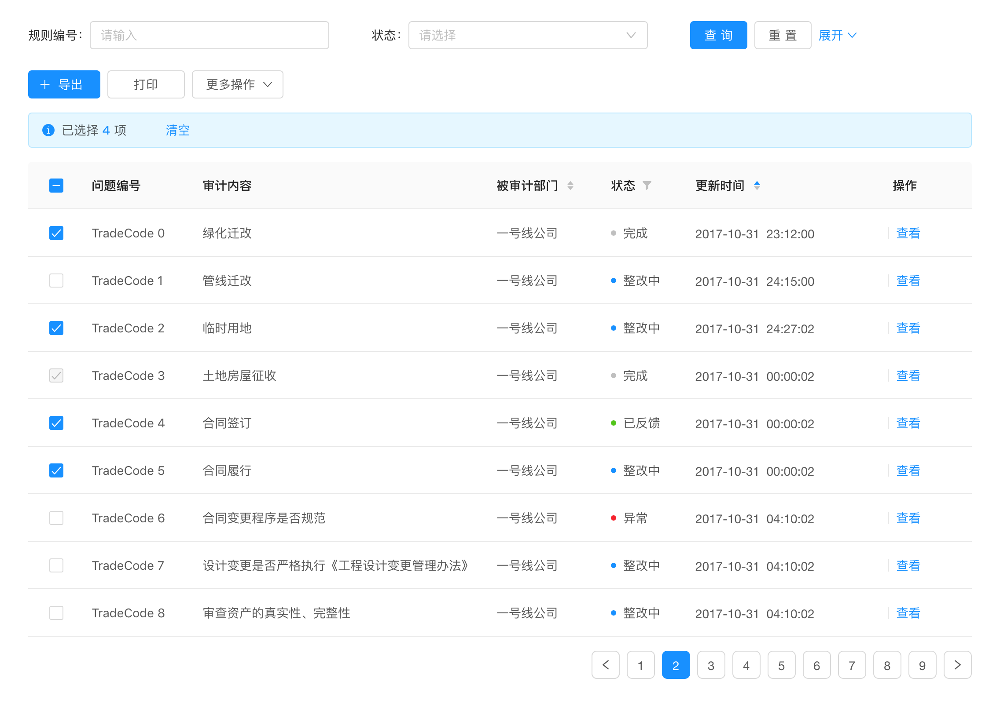 规则编号： 请输入 状态： 请选择 查 询 重 置 展开
导出 打印 更多操作
已选择 4 项 清空
问题编号 审计内容 被审计部门 状态 更新时间 操作
TradeCode 0 绿化迁改 一号线公司 完成 2017-10-31 23:12:00 查看
TradeCode 1 管线迁改 一号线公司 整改中 2017-10-31 24:15:00 查看
TradeCode 2 临时用地 一号线公司 整改中 2017-10-31 24:27:02 查看
TradeCode 3 土地房屋征收 一号线公司 完成 2017-10-31 00:00:02 查看
TradeCode 4 合同签订 一号线公司 已反馈 2017-10-31 00:00:02 查看
TradeCode 5 合同履行 一号线公司 整改中 2017-10-31 00:00:02 查看
TradeCode 6 合同变更程序是否规范 一号线公司 异常 2017-10-31 04:10:02 查看
TradeCode 7 设计变更是否严格执行《工程设计变更管理办法》 一号线公司 整改中 2017-10-31 04:10:02 查看
TradeCode 8 审查资产的真实性、完整性 一号线公司 整改中 2017-10-31 04:10:02 查看
1 2 3 4 5 6 7 8 9